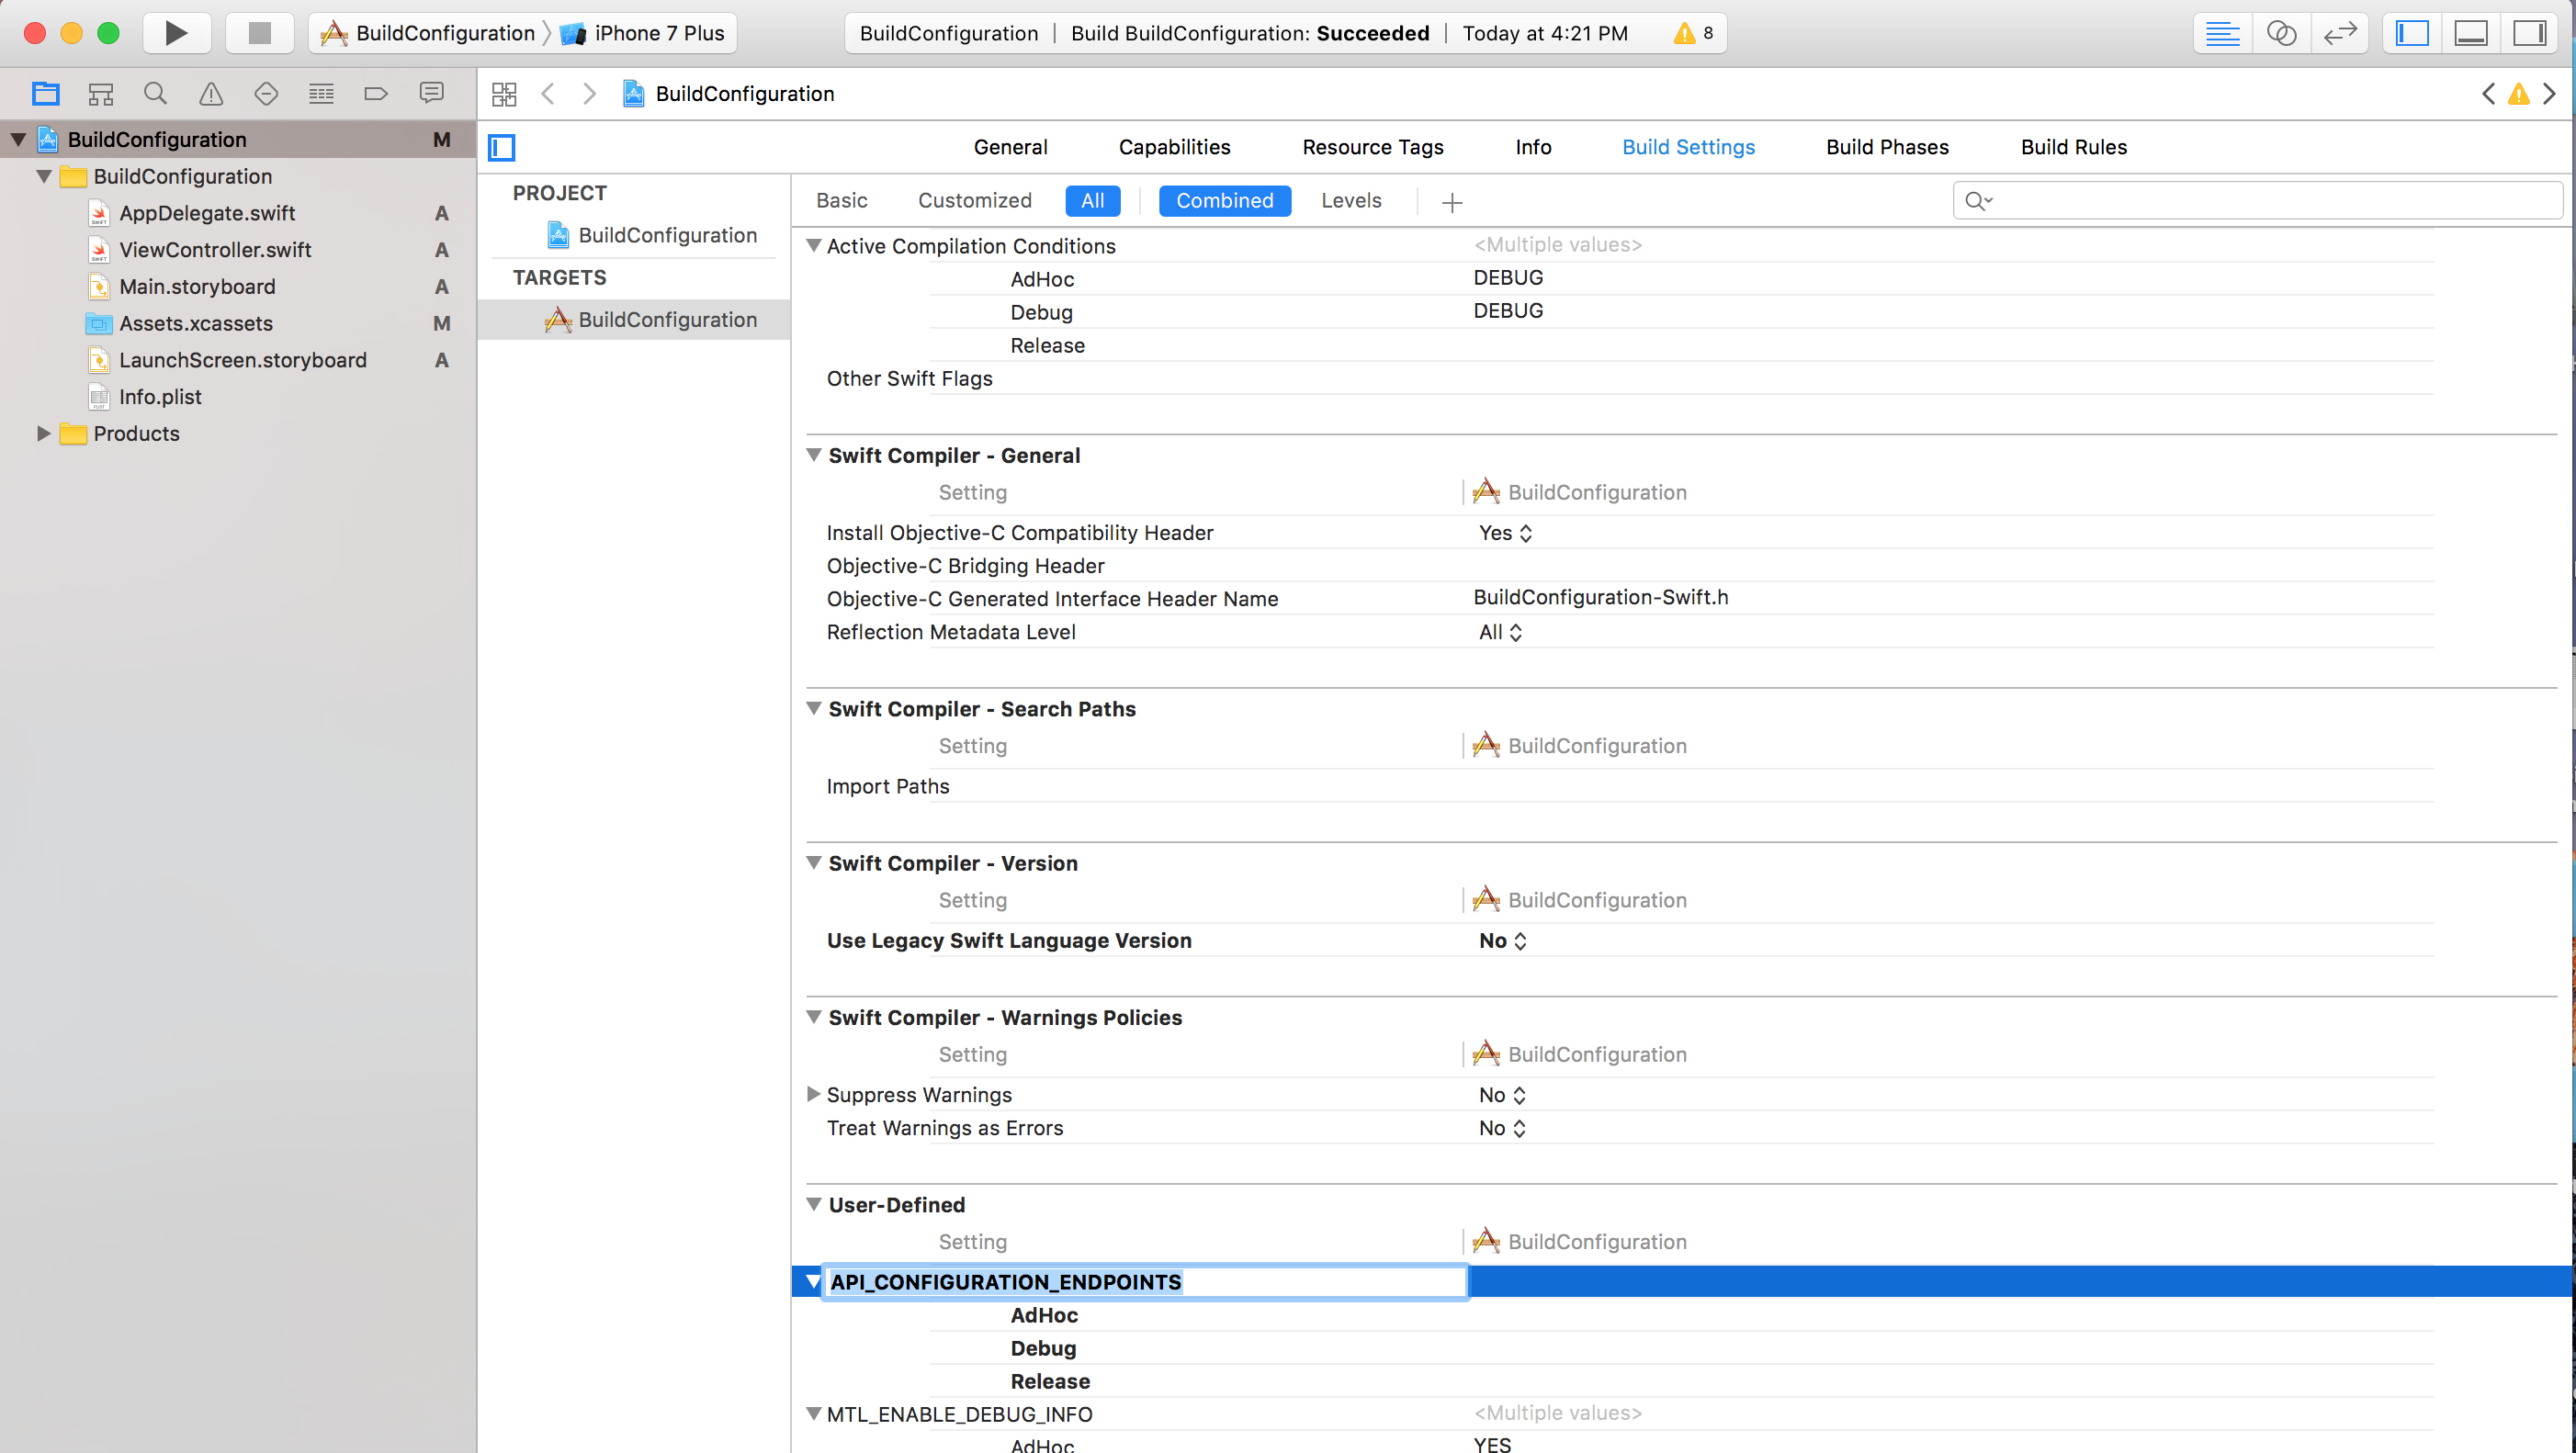 BuildConfiguration iPhone 7 Plus
BuildConfiguration | Build BuildConfiguration: Succeeded | Today at 4:21 PM 8
BuildConfiguration
BuildConfiguration M
BuildConfiguration
AppDelegate.swift A
ViewController.swift A
Main.storyboard A
Assets.xcassets M
LaunchScreen.storyboard A
Info.plist
Products
General Capabilities Resource Tags Info Build Settings Build Phases Build Rules
PROJECT
BuildConfiguration
TARGETS
BuildConfiguration
Basic Customized All Combined Levels
Active Compilation Conditions <Multiple values>
AdHoc DEBUG
Debug DEBUG
Release
Other Swift Flags
Swift Compiler - General
Setting BuildConfiguration
Install Objective-C Compatibility Header Yes
Objective-C Bridging Header
Objective-C Generated Interface Header Name BuildConfiguration-Swift.h
Reflection Metadata Level All
Swift Compiler - Search Paths
Setting BuildConfiguration
Import Paths
Swift Compiler - Version
Setting BuildConfiguration
Use Legacy Swift Language Version No
Swift Compiler - Warnings Policies
Setting BuildConfiguration
Suppress Warnings No
Treat Warnings as Errors No
User-Defined
Setting BuildConfiguration
API_CONFIGURATION_ENDPOINTS
AdHoc
Debug
Release
MTL_ENABLE_DEBUG_INFO <Multiple values>
AdHoc YES